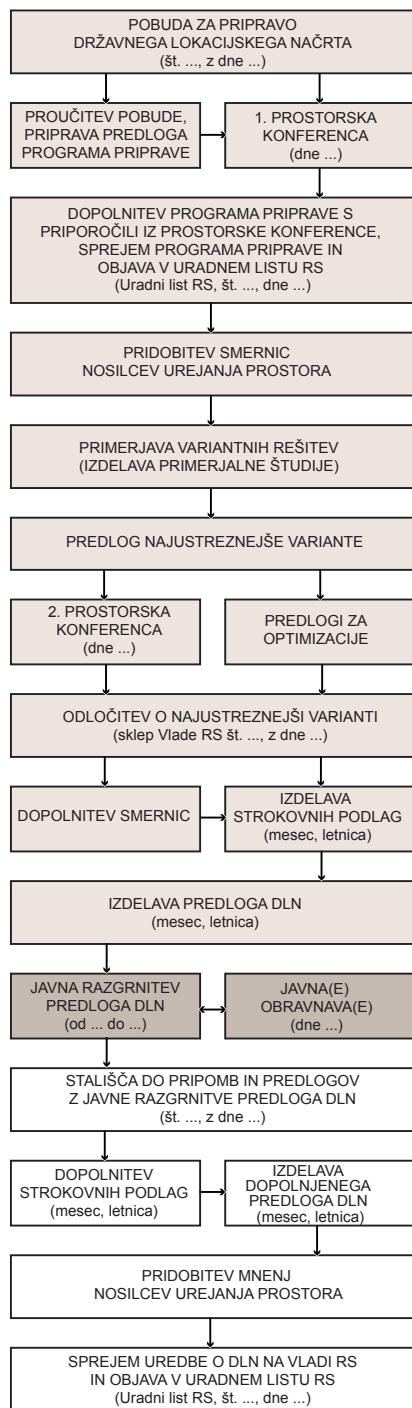 POBUDA ZA PRIPRAVO
DRŽAVNEGA LOKACIJSKEGA NAČRTA
(št. ..., z dne ...)
PROUČITEV POBUDE,
PRIPRAVA PREDLOGA
PROGRAMA PRIPRAVE
1. PROSTORSKA
KONFERENCA
(dne ...)
DOPOLNITEV PROGRAMA PRIPRAVE S
PRIPOROČILI IZ PROSTORSKE KONFERENCE,
SPREJEM PROGRAMA PRIPRAVE IN
OBJAVA V URADNEM LISTU RS
(Uradni list RS, št. ..., dne ...)
PRIDOBITEV SMERNIC
NOSILCEV UREJANJA PROSTORA
PRIMERJAVA VARIANTNIH REŠITEV
(IZDELAVA PRIMERJALNE ŠTUDIJE)
PREDLOG NAJUSTREZNEJŠE VARIANTE
2. PROSTORSKA
KONFERENCA
(dne ...)
PREDLOGI ZA
OPTIMIZACIJE
ODLOČITEV O NAJUSTREZNEJŠI VARIANTI
(sklep Vlade RS št. ..., z dne ...)
DOPOLNITEV SMERNIC
IZDELAVA
STROKOVNIH PODLAG
(mesec, letnica)
IZDELAVA PREDLOGA DLN
(mesec, letnica)
JAVNA RAZGRNITEV
PREDLOGA DLN
(od ... do ...)
JAVNA(E)
OBRAVNAVA(E)
(dne ...)
STALIŠČA DO PRIPOMB IN PREDLOGOV
Z JAVNE RAZGRNITVE PREDLOGA DLN
(št. ..., z dne ...)
DOPOLNITEV
STROKOVNIH PODLAG
(mesec, letnica)
IZDELAVA
DOPOLNJENEGA
PREDLOGA DLN
(mesec, letnica)
PRIDOBITEV MNENJ
NOSILCEV UREJANJA PROSTORA
SPREJEM UREDBE O DLN NA VLADI RS
IN OBJAVA V URADNEM LISTU RS
(Uradni list RS, št. ..., dne ...)